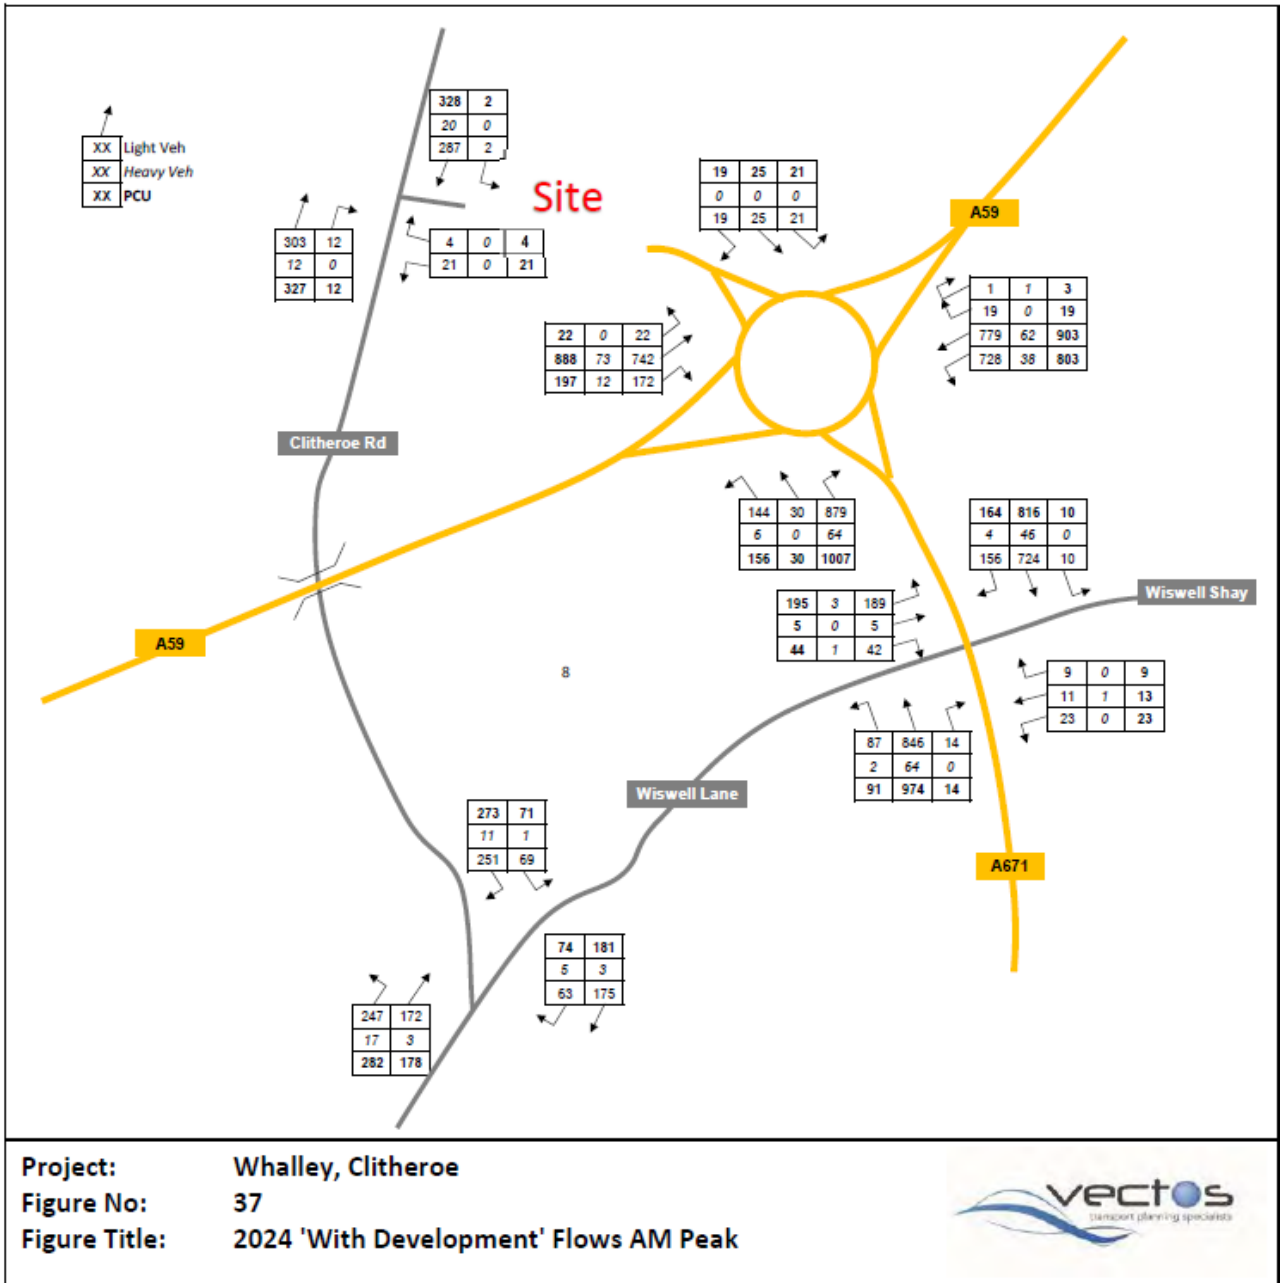 328 2
20 0
287 2
XX Light Veh
XX Heavy Veh
XX PCU
Site
19 25 21
0 0 0
19 25 21
A59
303 12
12 0
327 12
4 0 4
21 0 21
1 1 3
19 0 19
779 62 903
728 38 803
22 0 22
888 73 742
197 12 172
Clitheroe Rd
144 30 879
6 0 64
156 30 1007
164 816 10
4 46 0
156 724 10
Wiswell Shay
195 3 189
5 0 5
44 1 42
A59
8
9 0 9
11 1 13
23 0 23
87 846 14
2 64 0
91 974 14
Wiswell Lane
273 71
11 1
251 69
A671
74 181
5 3
63 175
247 172
17 3
282 178
Project: Whalley, Clitheroe
Figure No: 37
Figure Title: 2024 'With Development' Flows AM Peak
vectos
transport planning specialists